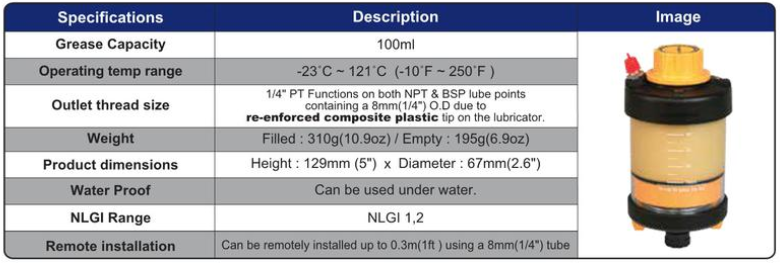 Specifications Description Image
Grease Capacity 100ml
Operating temp range -23°C ~ 121°C (-10°F ~ 250°F )
Outlet thread size 1/4" PT Functions on both NPT & BSP lube points
containing a 8mm(1/4") O.D due to
re-enforced composite plastic tip on the lubricator.
Weight Filled : 310g(10.9oz) / Empty : 195g(6.9oz)
Product dimensions Height : 129mm (5") x Diameter : 67mm(2.6")
Water Proof Can be used under water.
NLGI Range NLGI 1,2
Remote installation Can be remotely installed up to 0.3m(1ft ) using a 8mm(1/4") tube